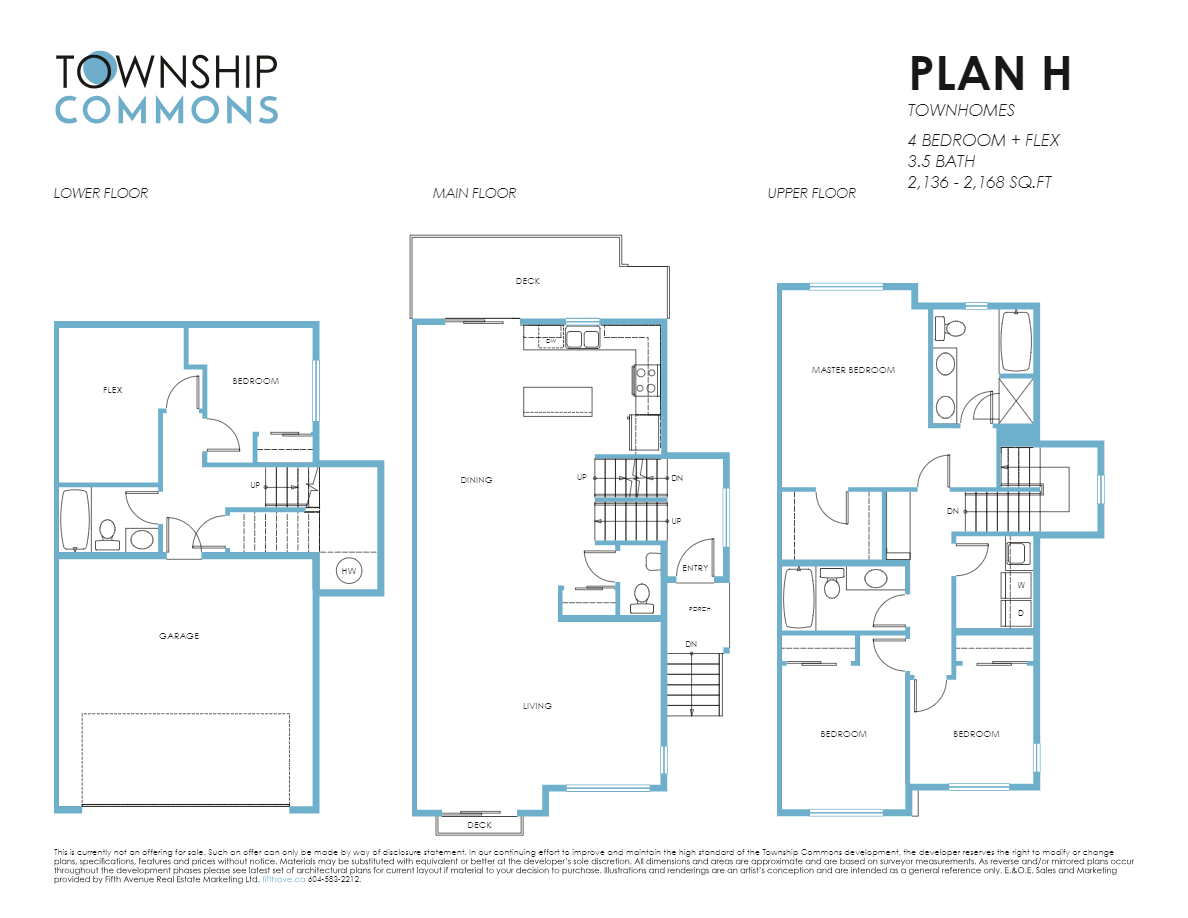 TOWNSHIP
COMMONS
PLAN H
TOWNHOMES
4 BEDROOM + FLEX
3.5 BATH
2,136 - 2,168 SQ.FT
LOWER FLOOR
MAIN FLOOR
UPPER FLOOR
FLEX
BEDROOM
UP
HW
GARAGE
DECK
DW
DINING
UP
DN
UP
ENTRY
PORCH
DN
LIVING
DECK
MASTER BEDROOM
DN
W
D
BEDROOM
BEDROOM
This is currently not an offering for sale. Such an offer can only be made by way of disclosure statement. In our continuing effort to improve and maintain the high standard of the Township Commons development, the developer reserves the right to modify or change
plans, specifications, features and prices without notice. Materials may be substituted with equivalent or better at the developer's sole discretion. All dimensions and areas are approximate and are based on surveyor measurements. As reverse and/or mirrored plans occur
throughout the development phases please see latest set of architectural plans for current layout if material to your decision to purchase. Illustrations and renderings are an artist's conception and are intended as a general reference only. E.&O.E. Sales and Marketing
provided by Fifth Avenue Real Estate Marketing Ltd. fifthave.ca 604-583-2212.